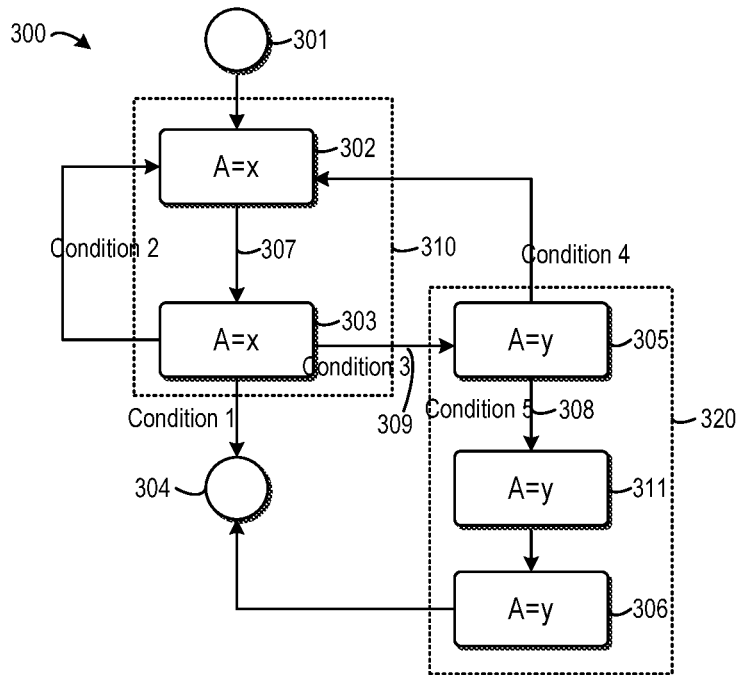 300
301
A=x
302
Condition 2
307
310
Condition 4
A=x
303
Condition 3
A=y
305
Condition 1
309
Condition 5
308
320
304
A=y
311
A=y
306